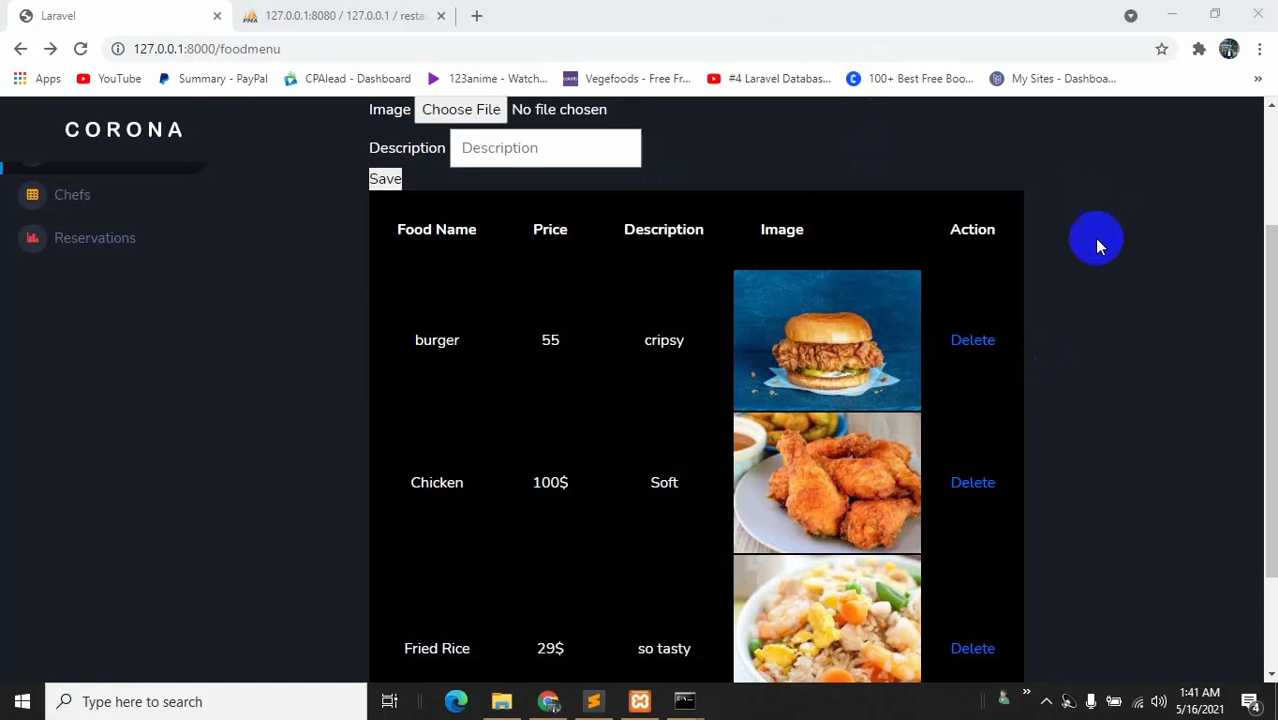 Laravel
127.0.0.1:8080 / 127.0.0.1 / resta
127.0.0.1:8000/foodmenu
Apps YouTube Summary - PayPal CPAlead - Dashboard 123anime - Watch... Vegefoods - Free Fr... #4 Laravel Databas... 100+ Best Free Boo... My Sites - Dashboa... »
CORONA
Image Choose File No file chosen
Description Description
Save
Chefs
Reservations
Food Name Price Description Image Action
burger 55 cripsy Delete
Chicken 100$ Soft Delete
Fried Rice 29$ so tasty Delete
Type here to search
1:41 AM
5/16/2021
4